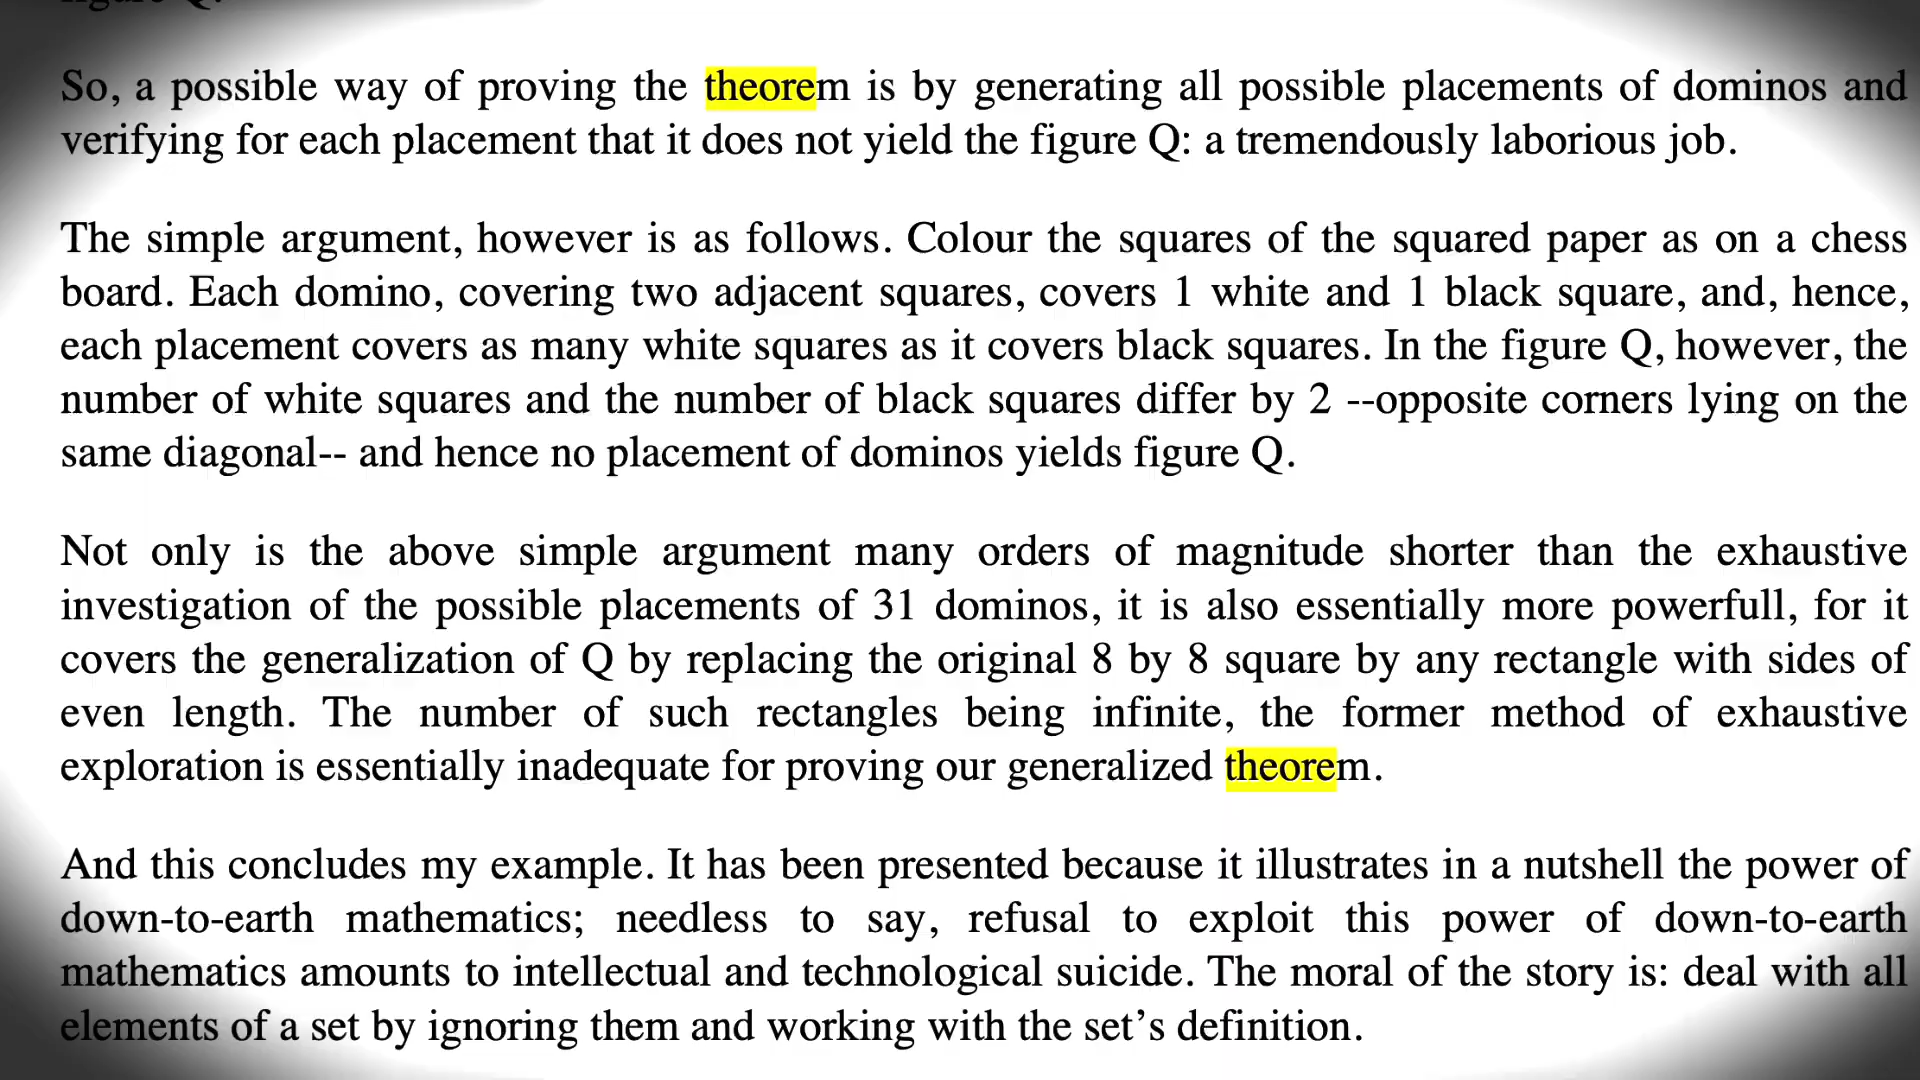 figure Q.
So, a possible way of proving the theorem is by generating all possible placements of dominos and
verifying for each placement that it does not yield the figure Q: a tremendously laborious job.
The simple argument, however is as follows. Colour the squares of the squared paper as on a chess
board. Each domino, covering two adjacent squares, covers 1 white and 1 black square, and, hence,
each placement covers as many white squares as it covers black squares. In the figure Q, however, the
number of white squares and the number of black squares differ by 2 --opposite corners lying on the
same diagonal-- and hence no placement of dominos yields figure Q.
Not only is the above simple argument many orders of magnitude shorter than the exhaustive
investigation of the possible placements of 31 dominos, it is also essentially more powerfull, for it
covers the generalization of Q by replacing the original 8 by 8 square by any rectangle with sides of
even length. The number of such rectangles being infinite, the former method of exhaustive
exploration is essentially inadequate for proving our generalized theorem.
And this concludes my example. It has been presented because it illustrates in a nutshell the power of
down-to-earth mathematics; needless to say, refusal to exploit this power of down-to-earth
mathematics amounts to intellectual and technological suicide. The moral of the story is: deal with all
elements of a set by ignoring them and working with the set's definition.